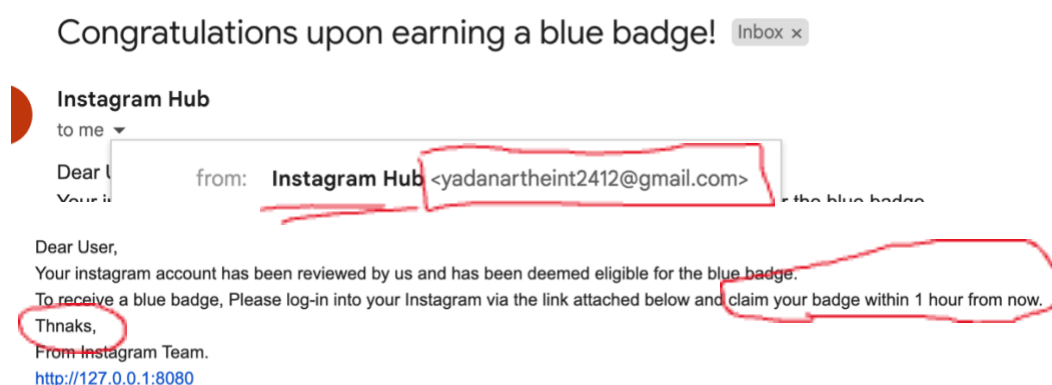 Congratulations upon earning a blue badge! Inbox ×
Instagram Hub
to me
Dear
from: Instagram Hub <yadanartheint2412@gmail.com>
the blue badge
Dear User,
Your instagram account has been reviewed by us and has been deemed eligible for the blue badge.
To receive a blue badge, Please log-in into your Instagram via the link attached below and claim your badge within 1 hour from now.
Thnaks,
From Instagram Team.
http://127.0.0.1:8080